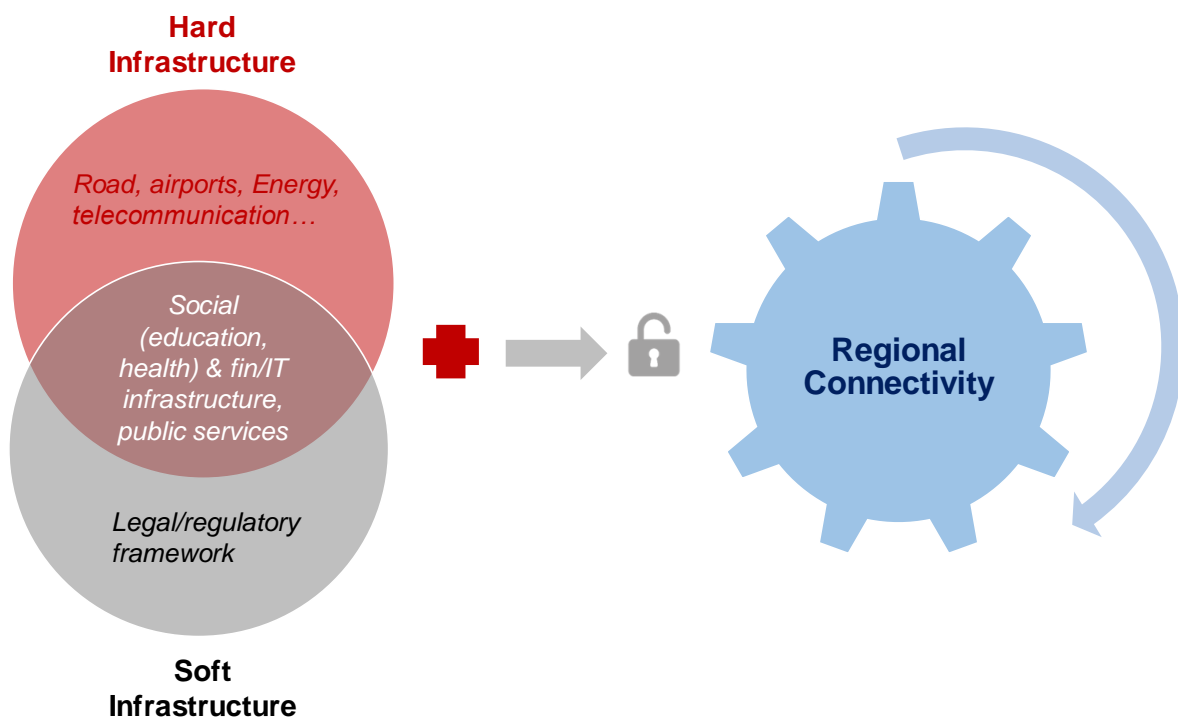 Hard
Infrastructure
Road, airports, Energy,
telecommunication…
Social
(education,
health) & fin/IT
infrastructure,
public services
Legal/regulatory
framework
Soft
Infrastructure
Regional
Connectivity